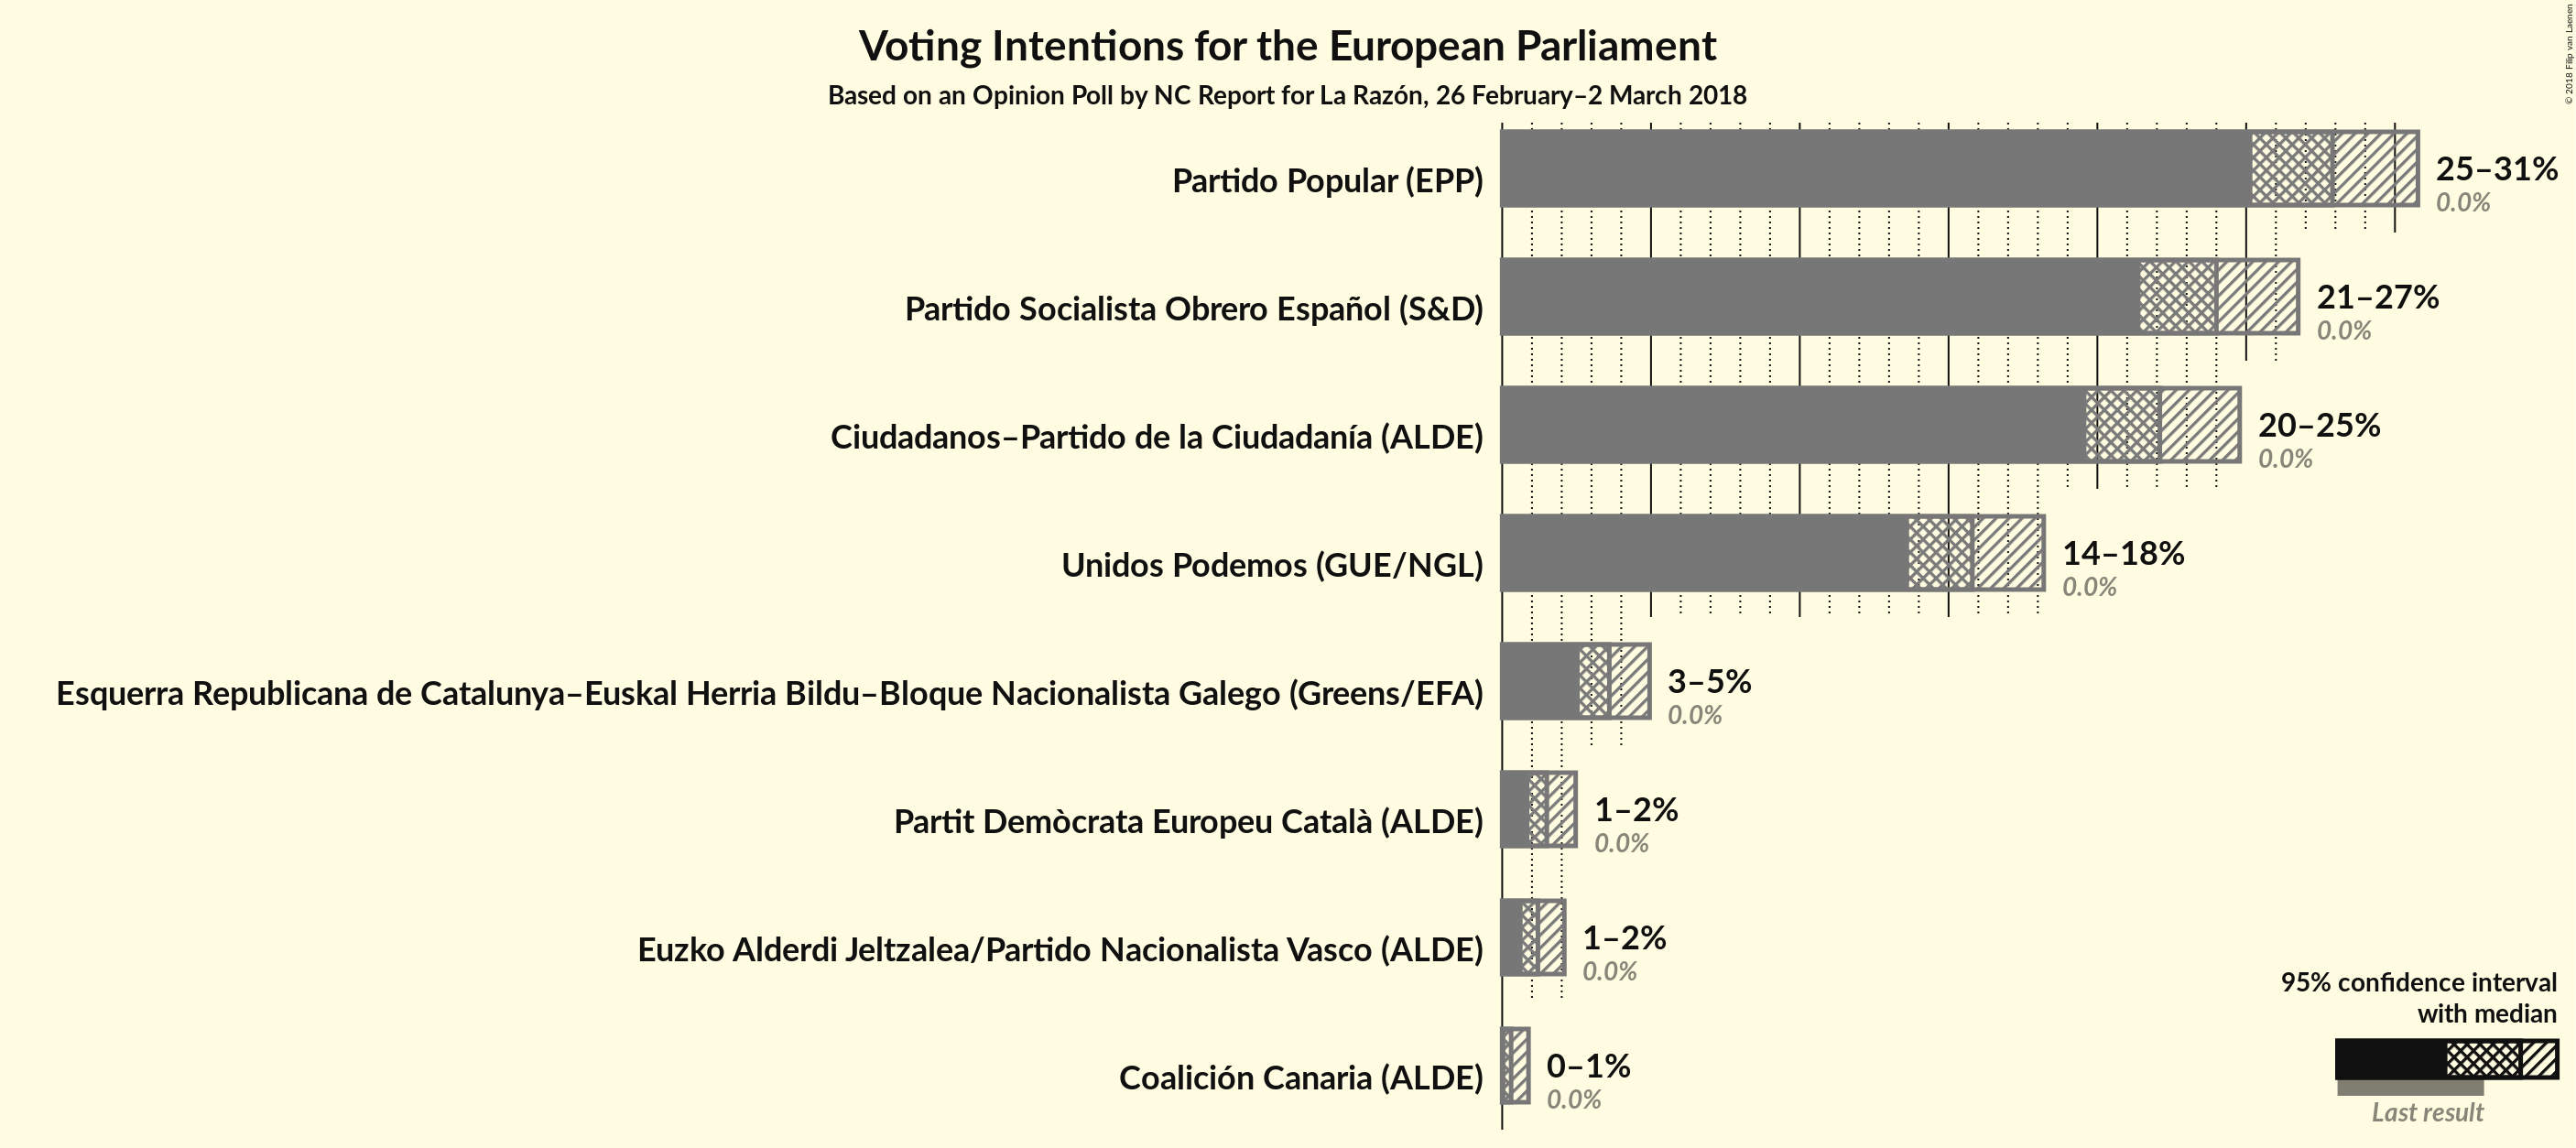 Voting Intentions for the European Parliament
Based on an Opinion Poll by NC Report for La Razón, 26 February–2 March 2018
© 2018 Filip van Laenen
Partido Popular (EPP)
25–31%
0.0%
Partido Socialista Obrero Español (S&D)
21–27%
0.0%
Ciudadanos–Partido de la Ciudadanía (ALDE)
20–25%
0.0%
Unidos Podemos (GUE/NGL)
14–18%
0.0%
Esquerra Republicana de Catalunya–Euskal Herria Bildu–Bloque Nacionalista Galego (Greens/EFA)
3–5%
0.0%
Partit Demòcrata Europeu Català (ALDE)
1–2%
0.0%
Euzko Alderdi Jeltzalea/Partido Nacionalista Vasco (ALDE)
1–2%
0.0%
Coalición Canaria (ALDE)
0–1%
0.0%
95% confidence interval
with median
Last result